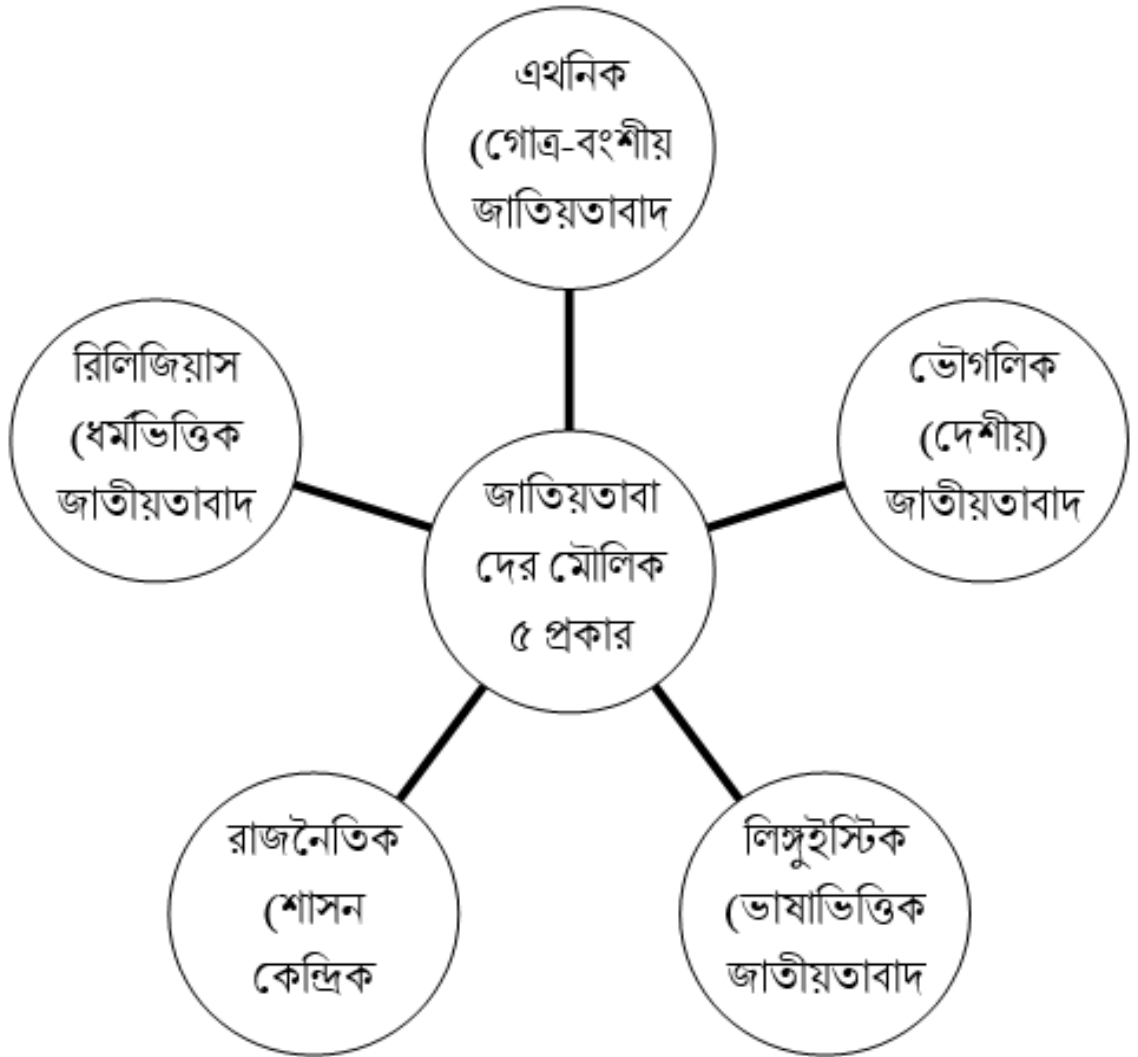 এথনিক
(গোত্র-বংশীয়
জাতিয়তাবাদ
রিলিজিয়াস
(ধর্মভিত্তিক
জাতীয়তাবাদ
ভৌগলিক
(দেশীয়)
জাতীয়তাবাদ
জাতিয়তাবা
দের মৌলিক
৫ প্রকার
রাজনৈতিক
(শাসন
কেন্দ্রিক
লিঙ্গুইস্টিক
(ভাষাভিত্তিক
জাতীয়তাবাদ